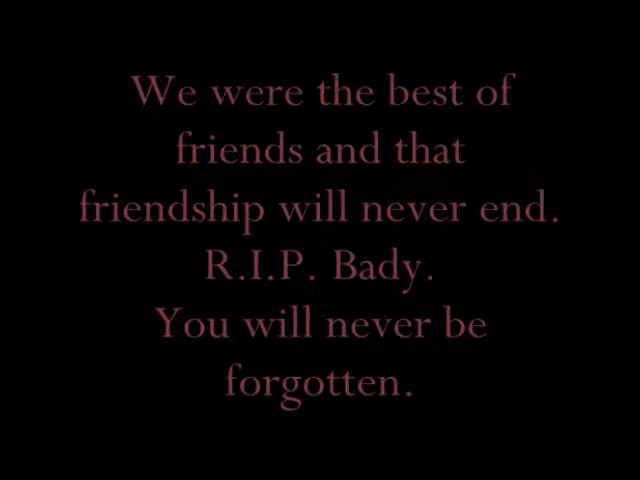 We were the best of
friends and that
friendship will never end.
R.I.P. Bady.
You will never be
forgotten.